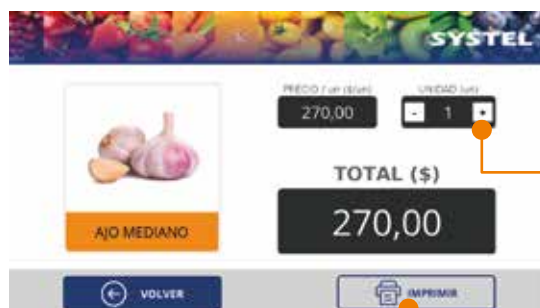 SYSTEL
PRECIO / un ($/un)
UNIDAD (un)
270,00
- 1 +
TOTAL ($)
270,00
AJO MEDIANO
VOLVER
IMPRIMIR